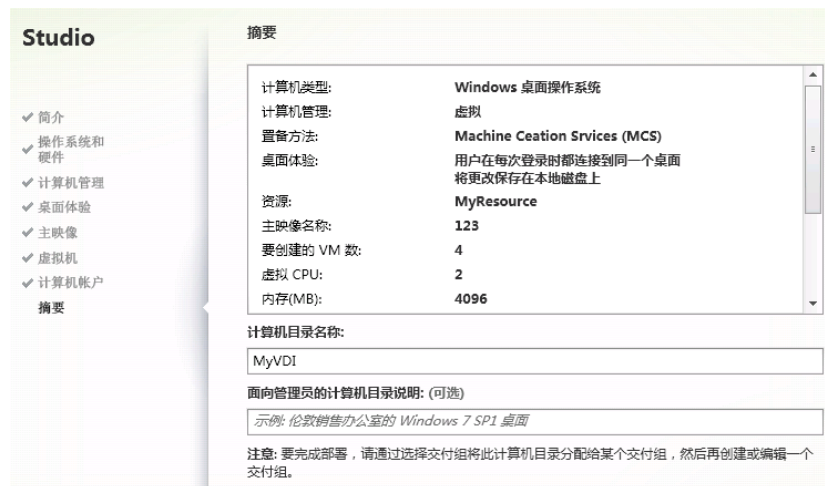 Studio
摘要
简介
操作系统和
硬件
计算机管理
桌面体验
主映像
虚拟机
计算机帐户
摘要
计算机类型: Windows 桌面操作系统
计算机管理: 虚拟
置备方法: Machine Ceation Srvices (MCS)
桌面体验: 用户在每次登录时都连接到同一个桌面
将更改保存在本地磁盘上
资源: MyResource
主映像名称: 123
要创建的 VM 数: 4
虚拟 CPU: 2
内存(MB): 4096
计算机目录名称:
MyVDI
面向管理员的计算机目录说明: (可选)
示例: 伦敦销售办公室的 Windows 7 SP1 桌面
注意: 要完成部署，请通过选择交付组将此计算机目录分配给某个交付组，然后再创建或编辑一个
交付组。